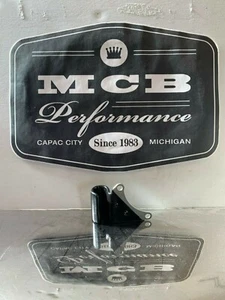 MCB
Performance
CAPAC CITY Since 1983 MICHIGAN